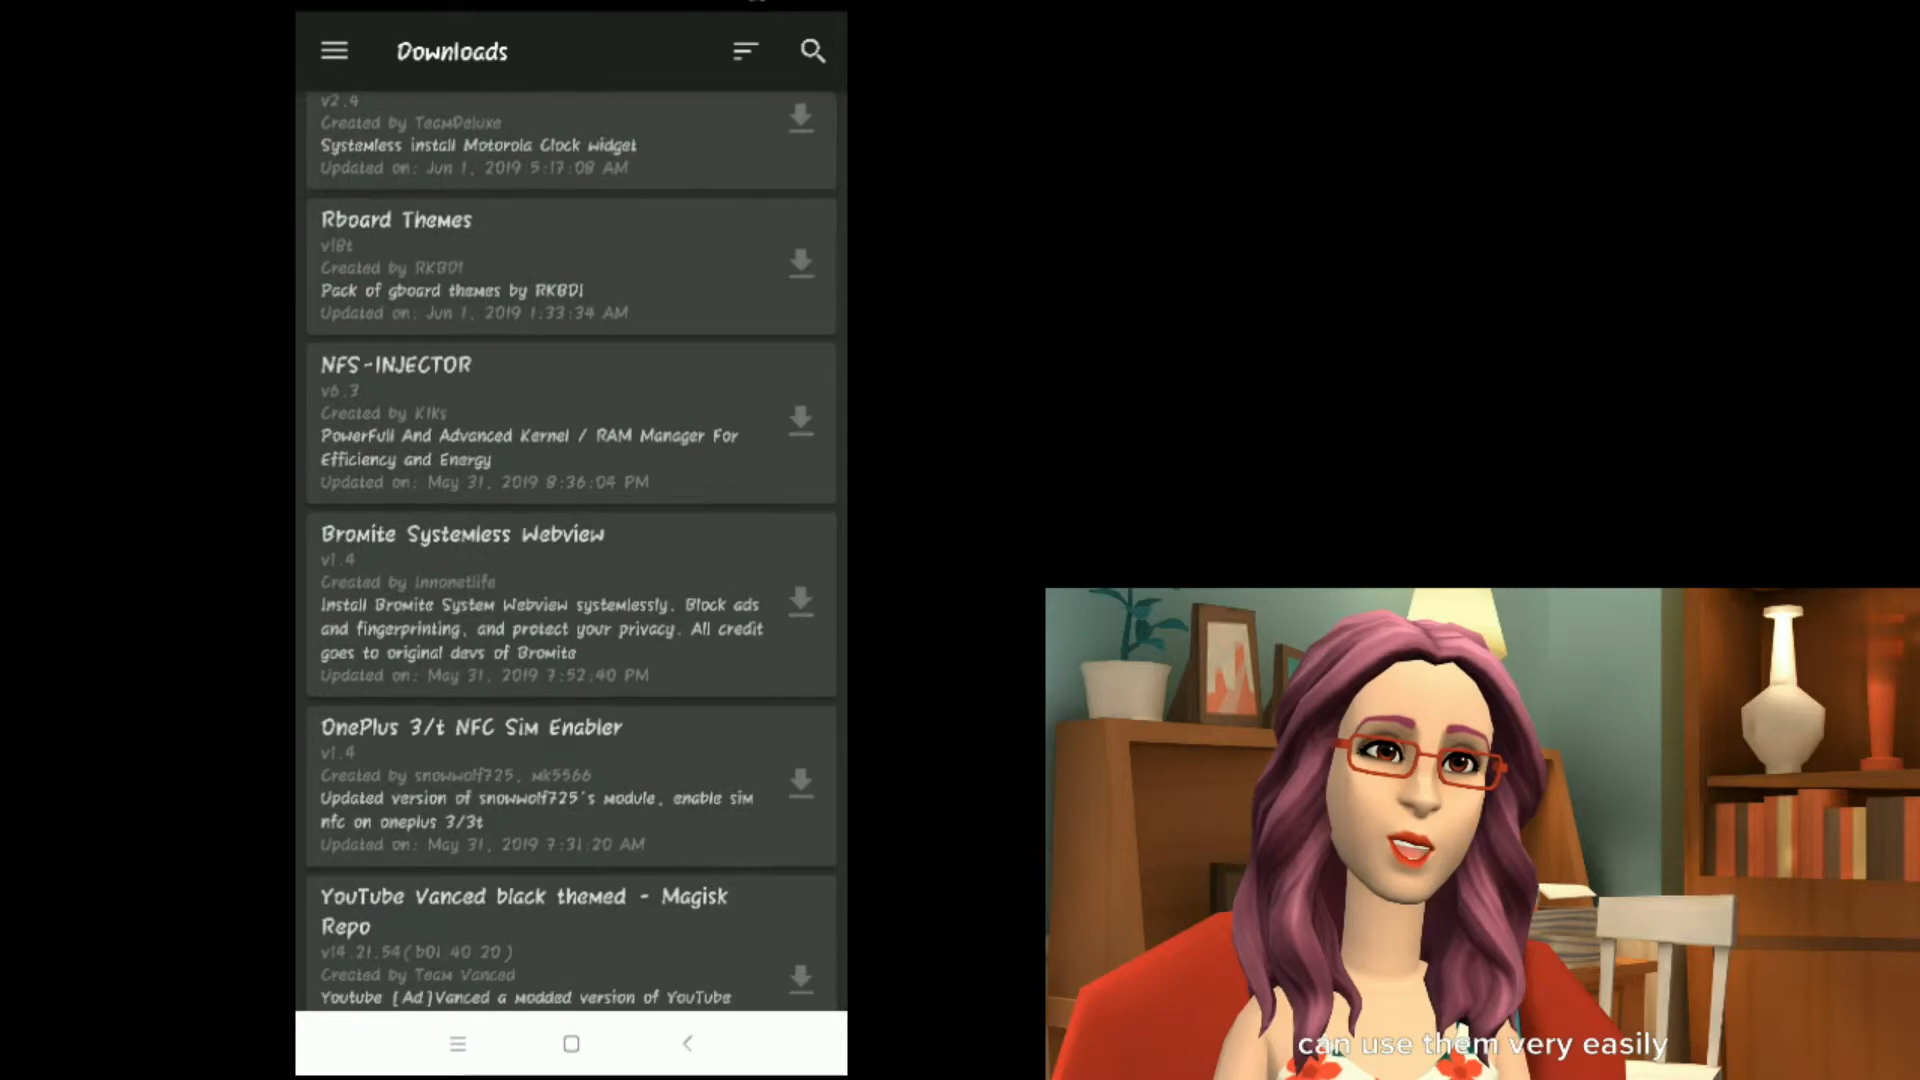 Downloads
v2.4
Created by TeamDeluxe
Systemless install Motorola Clock widget
Updated on: Jun 1, 2019 5:17:08 AM
Rboard Themes
v18t
Created by RKBDI
Pack of gboard themes by RKBDI
Updated on: Jun 1, 2019 1:33:34 AM
NFS-INJECTOR
v6.3
Created by K1ks
PowerFull And Advanced Kernel / RAM Manager For
Efficiency and Energy
Updated on: May 31, 2019 8:36:04 PM
Bromite Systemless Webview
v1.4
Created by Innonetlife
Install Bromite System Webview systemlessly. Block ads
and fingerprinting, and protect your privacy. All credit
goes to original devs of Bromite
Updated on: May 31, 2019 7:52:40 PM
OnePlus 3/t NFC Sim Enabler
v1.4
Created by snowwolf725, mk5566
Updated version of snowwolf725's module, enable sim
nfc on oneplus 3/3t
Updated on: May 31, 2019 7:31:20 AM
YouTube Vanced black themed - Magisk
Repo
v14.21.54(b01 40 20)
Created by Team Vanced
Youtube [Ad]Vanced a modded version of YouTube
can use them very easily